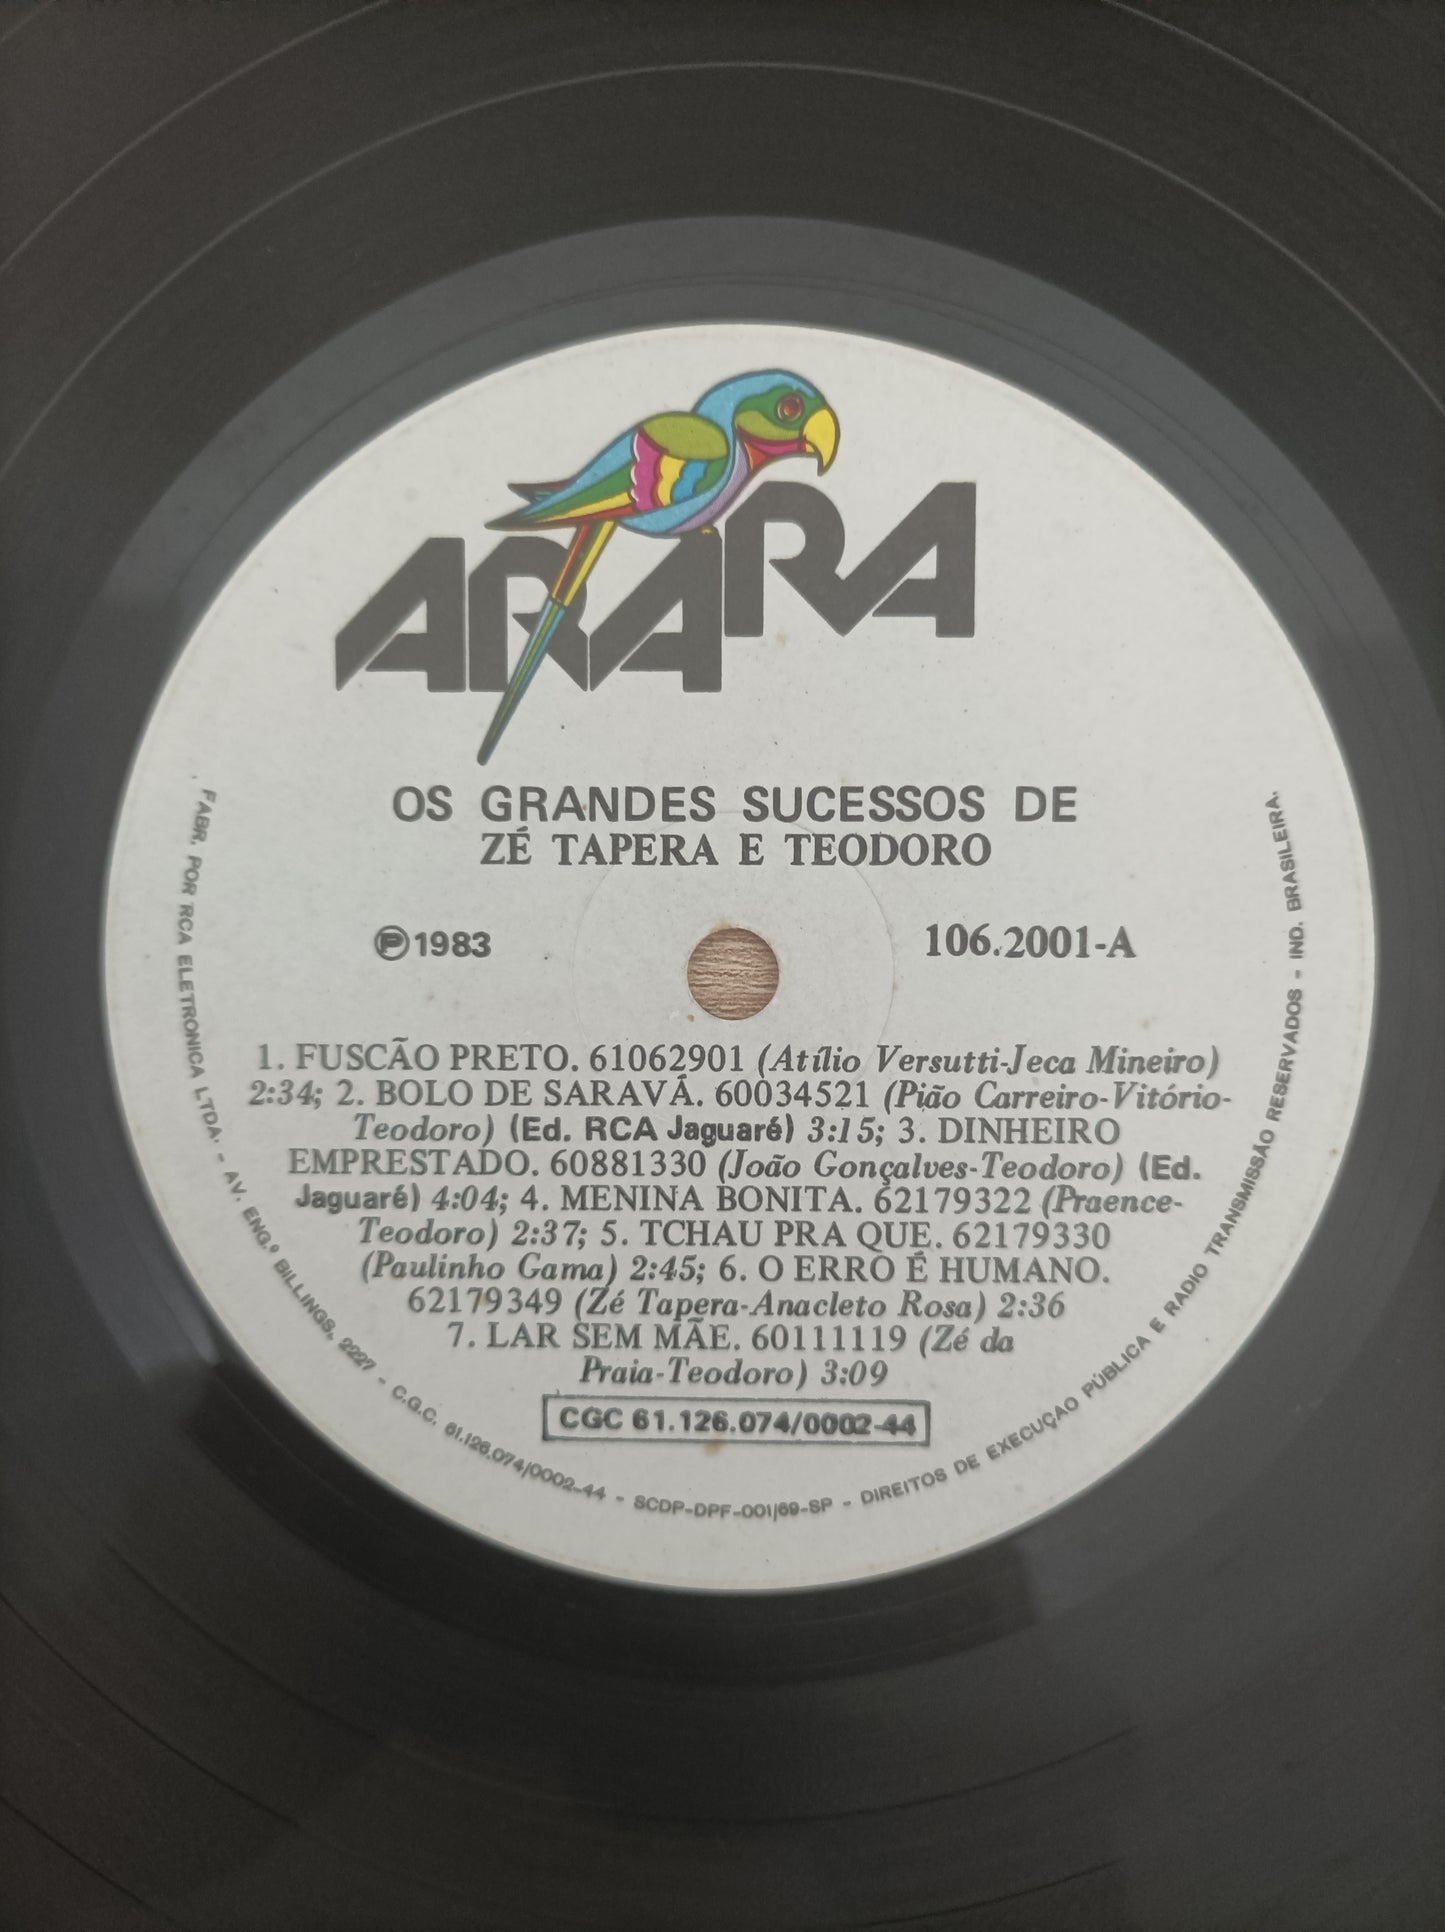 ARARA
OS GRANDES SUCESSOS DE
ZÉ TAPERA E TEODORO
Ⓟ1983
106.2001-A
1. FUSCÃO PRETO. 61062901 (Atílio Versutti-Jeca Mineiro)
2:34; 2. BOLO DE SARAVÁ. 60034521 (Pião Carreiro-Vitório-
Teodoro) (Ed. RCA Jaguaré) 3:15; 3. DINHEIRO
EMPRESTADO. 60881330 (João Gonçalves-Teodoro) (Ed.
Jaguaré) 4:04; 4. MENINA BONITA. 62179322 (Praence-
Teodoro) 2:37; 5. TCHAU PRA QUE. 62179330
(Paulinho Gama) 2:45; 6. O ERRO É HUMANO.
62179349 (Zé Tapera-Anacleto Rosa) 2:36
7. LAR SEM MÃE. 60111119 (Zé da
Praia-Teodoro) 3:09
CGC 61.126.074/0002-44
FABR. POR RCA ELETRONICA LTDA. - AV. ENG.º BILLINGS, 2227 - C.G.C. 61.126.074/0002-44 - SCDP-DPF-001/69-SP - DIREITOS DE EXECUÇAO PÚBLICA E RADIO TRANSMISSÃO RESERVADOS - IND. BRASILEIRA.